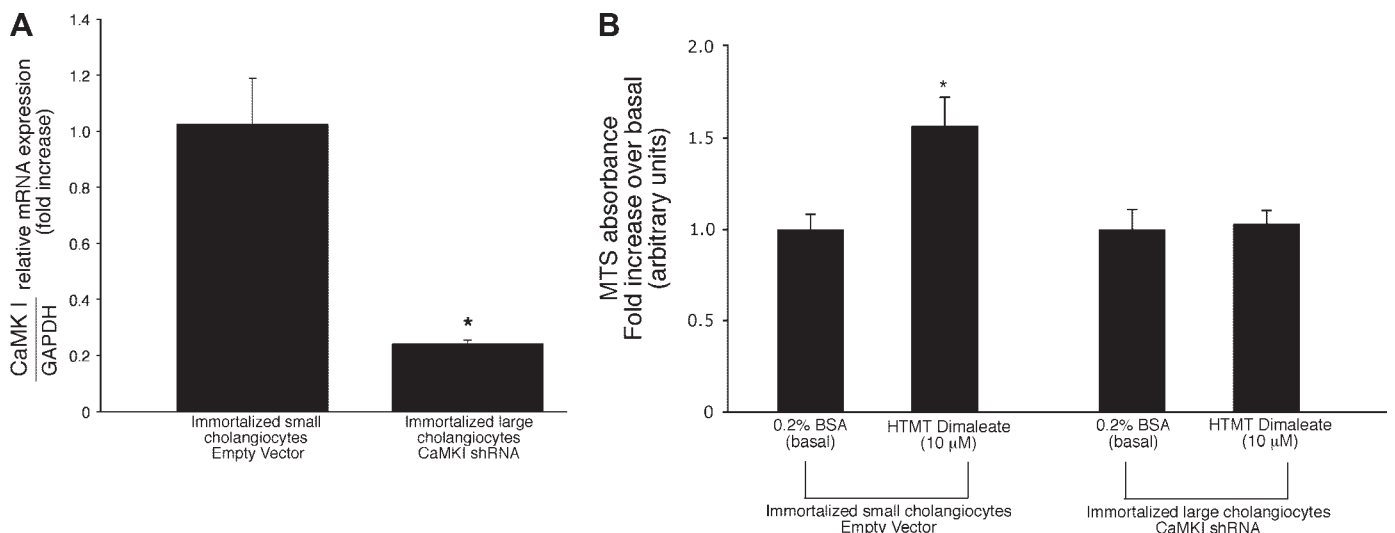 A
CaMK I
GAPDH
relative mRNA expression
(fold increase)
1.4
1.2
1.0
0.8
0.6
0.4
0.2
0
*
Immortalized small
cholangiocytes
Empty Vector
Immortalized large
cholangiocytes
CaMKI shRNA
B
MTS absorbance
Fold increase over basal
(arbitrary units)
2.0
1.5
1.0
0.5
0
*
0.2% BSA
(basal)
HTMT Dimaleate
(10 μM)
0.2% BSA
(basal)
HTMT Dimaleate
(10 μM)
Immortalized small cholangiocytes
Empty Vector
Immortalized large cholangiocytes
CaMKI shRNA